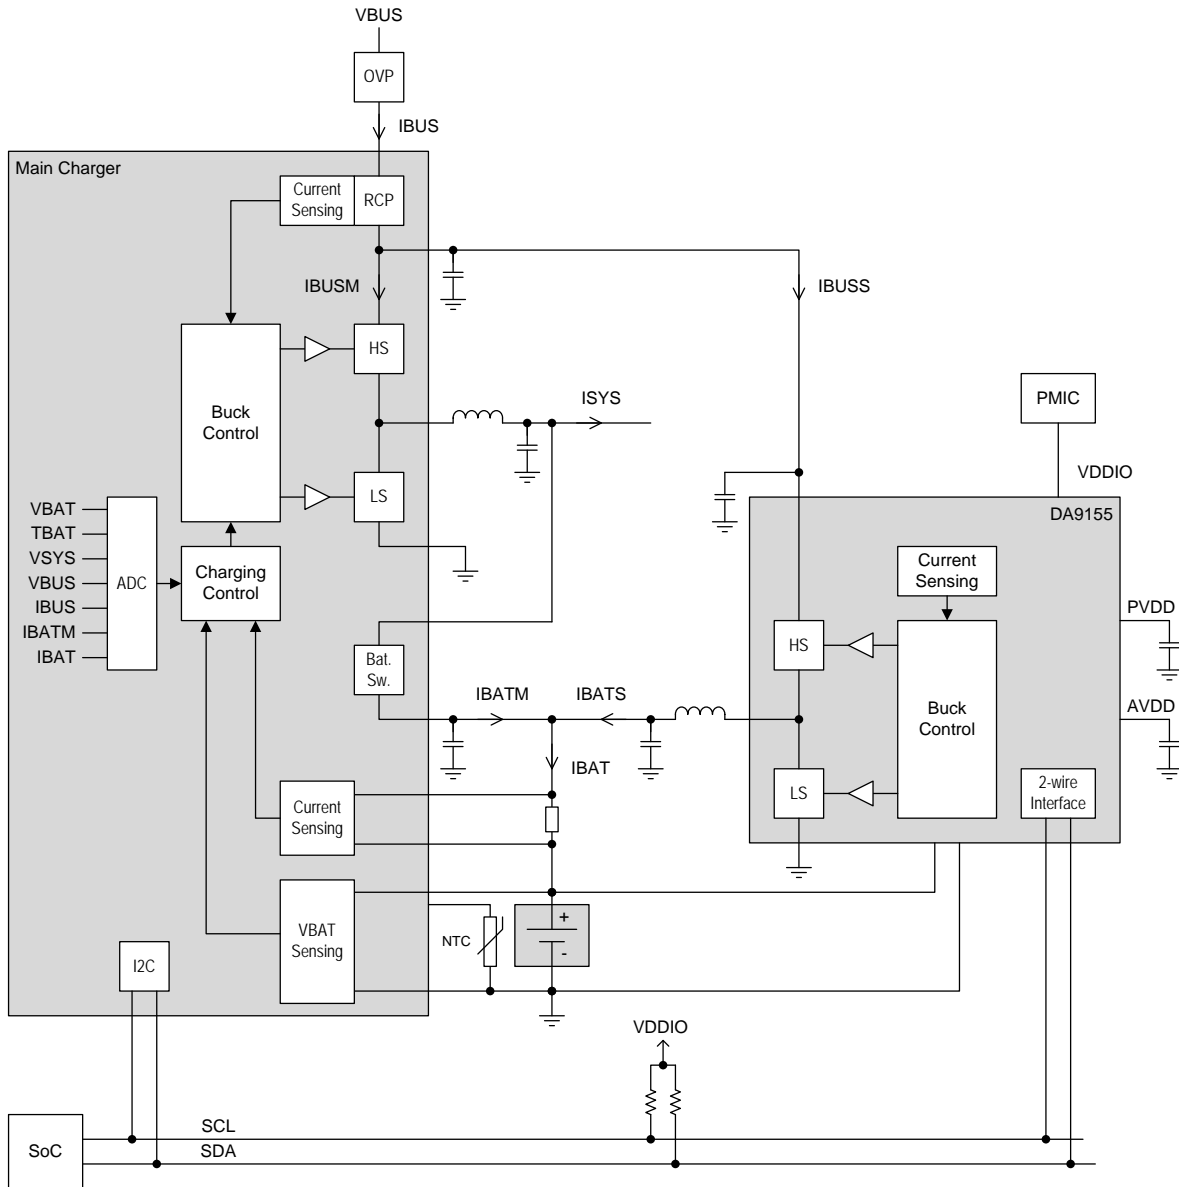 VBUS
OVP
IBUS
Main Charger
Current
Sensing
RCP
IBUSM
IBUSS
HS
Buck
Control
ISYS
PMIC
VDDIO
LS
DA9155
VBAT
TBAT
VSYS
VBUS
IBUS
IBATM
IBAT
ADC
Charging
Control
Current
Sensing
PVDD
HS
Bat.
Sw.
IBATM
IBATS
Buck
Control
AVDD
IBAT
LS
2-wire
Interface
Current
Sensing
VBAT
Sensing
NTC
+
-
I2C
VDDIO
SoC
SCL
SDA